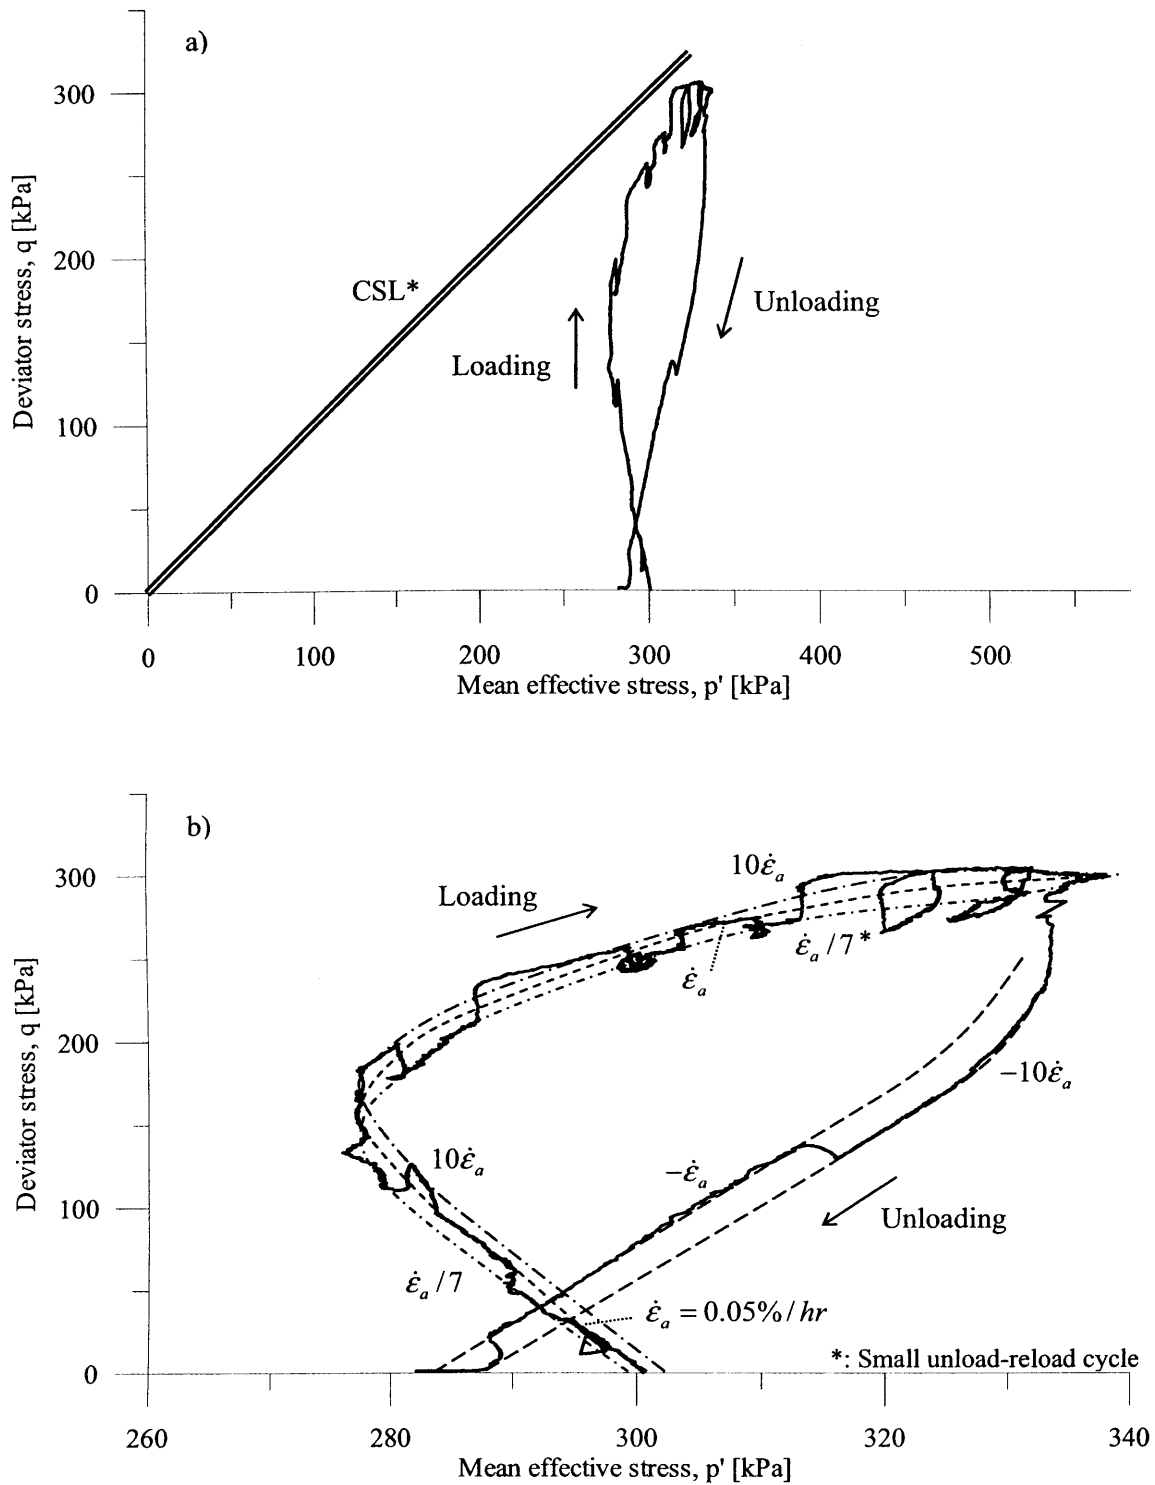 a)
300
200
100
0
Deviator stress, q [kPa]
CSL*
Loading
Unloading
0 100 200 300 400 500
Mean effective stress, p' [kPa]
b)
300
200
100
0
Deviator stress, q [kPa]
Loading
10ε̇ₐ
ε̇ₐ/7*
ε̇ₐ
−10ε̇ₐ
10ε̇ₐ
−ε̇ₐ
Unloading
ε̇ₐ/7
ε̇ₐ = 0.05%/hr
*: Small unload-reload cycle
260 280 300 320 340
Mean effective stress, p' [kPa]